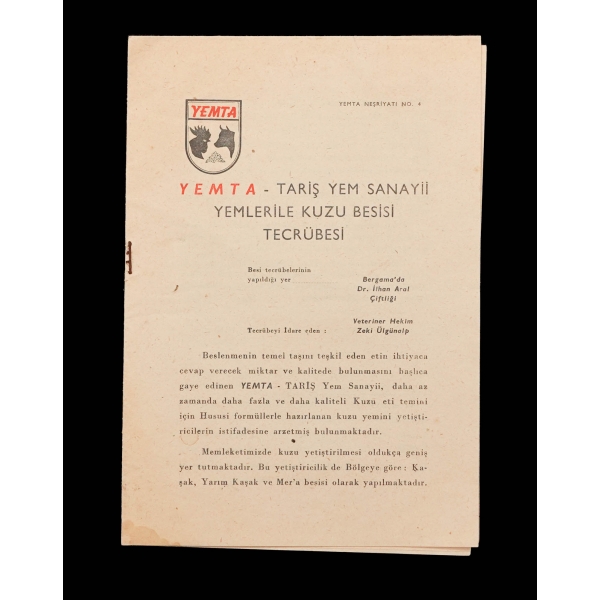 YEMTA
YEMTA NEŞRİYATI NO. 4
YEMTA - TARİŞ YEM SANAYİİ
YEMLERİLE KUZU BESİSİ
TECRÜBESİ
Besi tecrübelerinin
yapıldığı yer
Bergama'da
Dr. İlhan Aral
Çiftliği
Tecrübeyi İdare eden :
Veteriner Hekim
Zeki Ülgünalp
Beslenmenin temel taşını teşkil eden etin ihtiyaca
cevap verecek miktar ve kalitede bulunmasını başlıca
gaye edinen YEMTA - TARİŞ Yem Sanayii, daha az
zamanda daha fazla ve daha kaliteli Kuzu eti temini
için Hususi formüllerle hazırlanan kuzu yemini yetişti-
ricilerin istifadesine arzetmiş bulunmaktadır.
Memleketimizde kuzu yetiştirilmesi oldukça geniş
yer tutmaktadır. Bu yetiştiricilik de Bölgeye göre : Ka-
şak, Yarım Kaşak ve Mer'a besisi olarak yapılmaktadır.